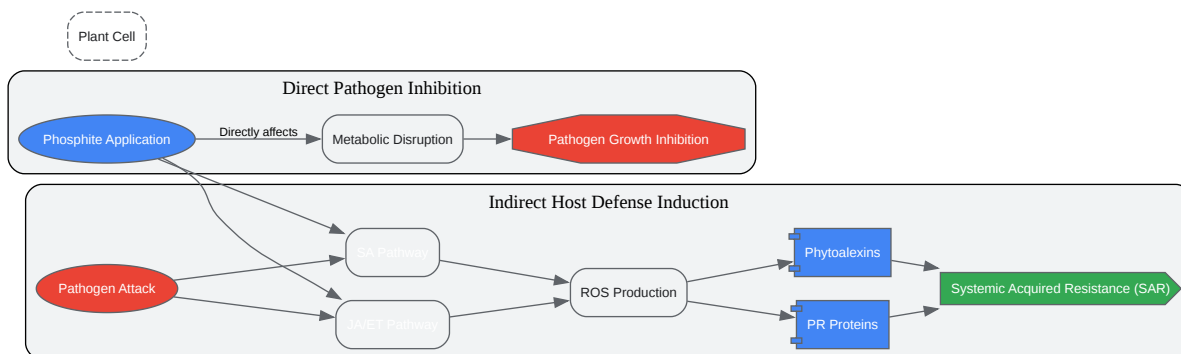 Plant Cell
Direct Pathogen Inhibition
Phosphite Application
Directly affects
Metabolic Disruption
Pathogen Growth Inhibition
Indirect Host Defense Induction
Pathogen Attack
SA Pathway
JA/ET Pathway
ROS Production
Phytoalexins
PR Proteins
Systemic Acquired Resistance (SAR)